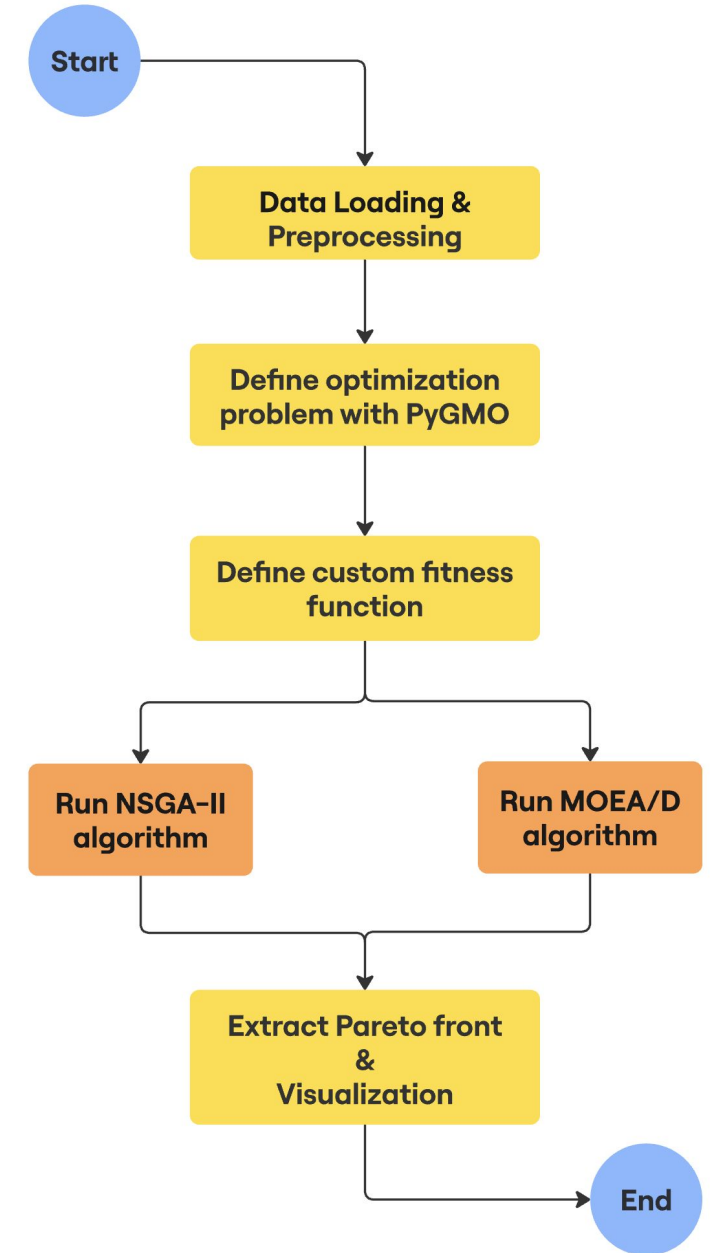 Start
Data Loading &
Preprocessing
Define optimization
problem with PyGMO
Define custom fitness
function
Run NSGA-II
algorithm
Run MOEA/D
algorithm
Extract Pareto front
&
Visualization
End